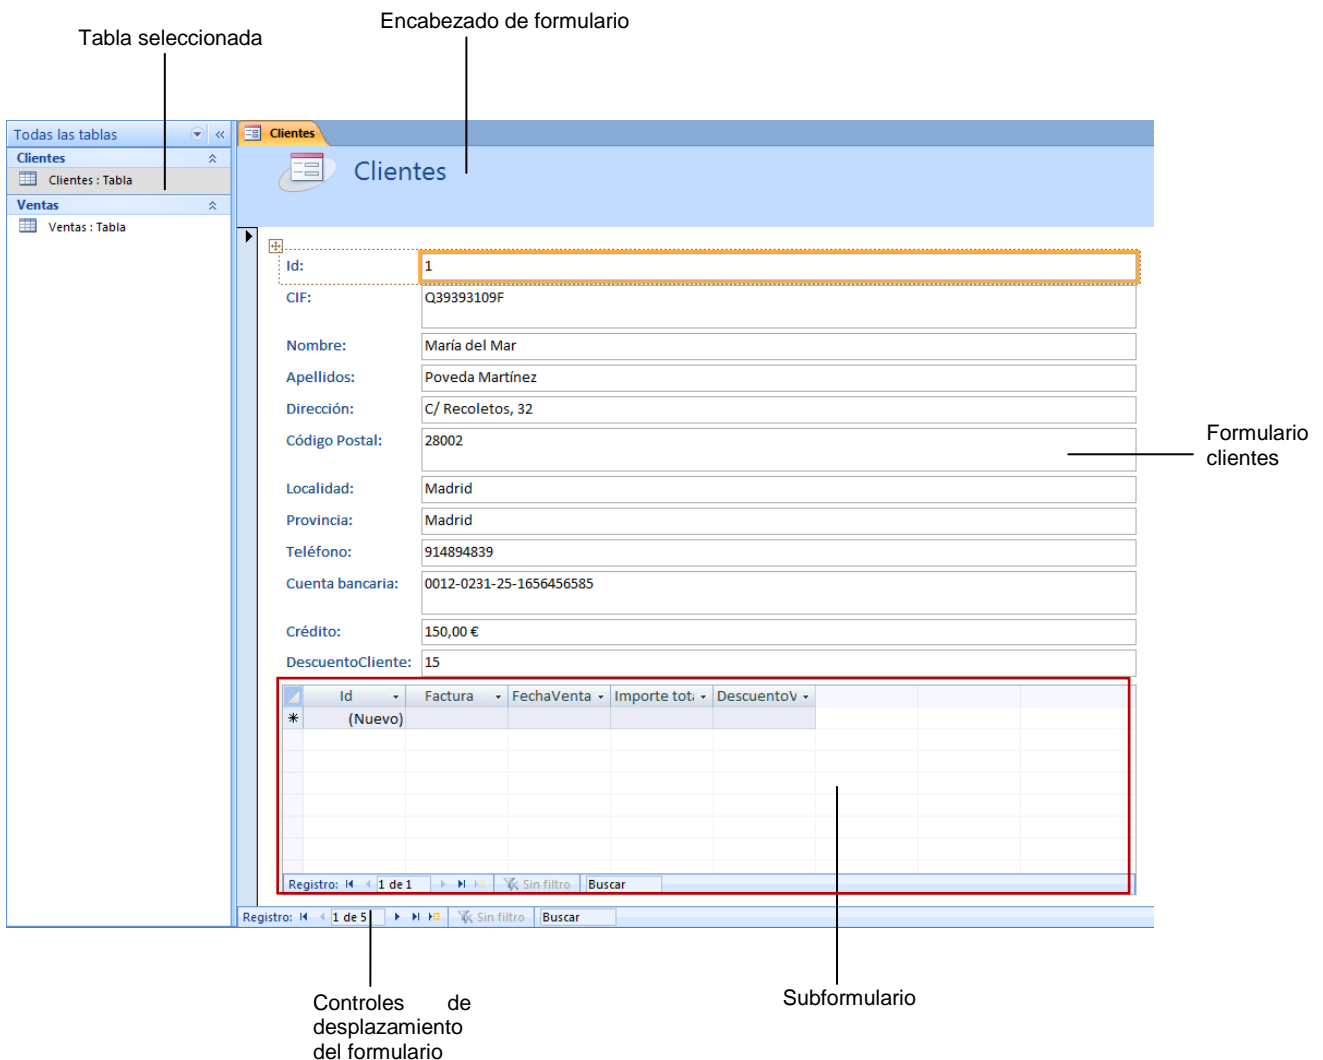 Encabezado de formulario
Tabla seleccionada
Todas las tablas
Clientes
Clientes : Tabla
Ventas
Ventas : Tabla
Clientes
Clientes
Id: 1
CIF: Q39393109F
Nombre: María del Mar
Apellidos: Poveda Martínez
Dirección: C/ Recoletos, 32
Código Postal: 28002
Localidad: Madrid
Provincia: Madrid
Teléfono: 914894839
Cuenta bancaria: 0012-0231-25-1656456585
Crédito: 150,00 €
DescuentoCliente: 15
Formulario
clientes
Id Factura FechaVenta Importe tota DescuentoV
* (Nuevo)
Registro: 1 de 1 Sin filtro Buscar
Registro: 1 de 5 Sin filtro Buscar
Controles de
desplazamiento
del formulario
Subformulario